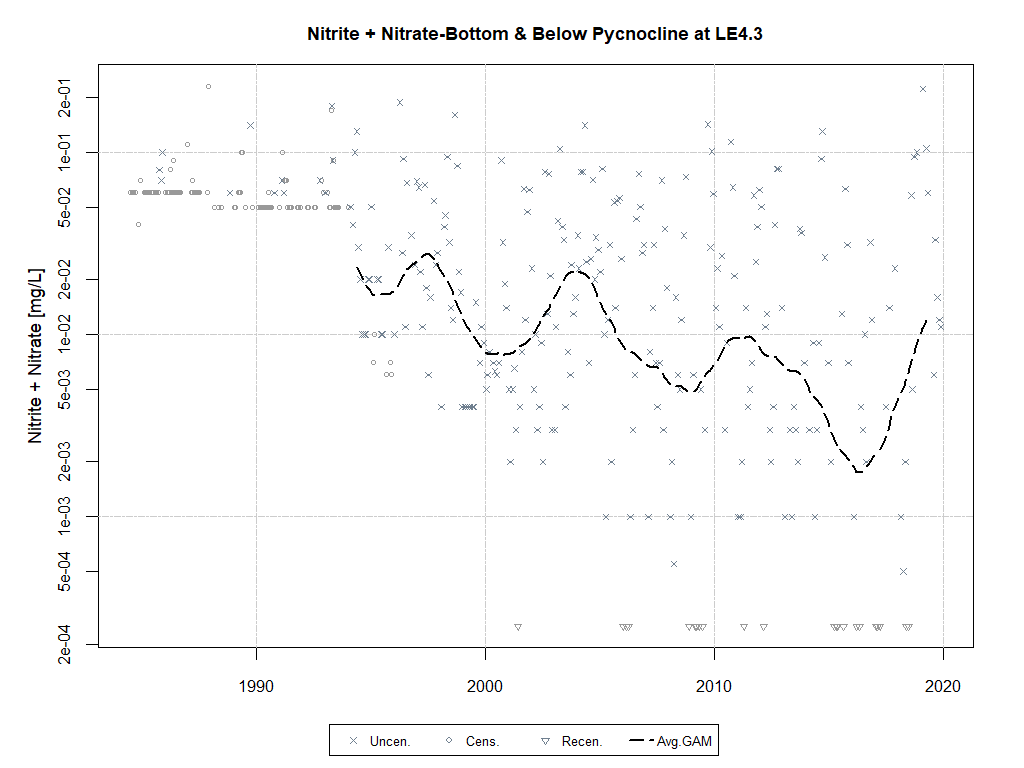 Nitrite + Nitrate-Bottom & Below Pycnocline at LE4.3
Nitrite + Nitrate [mg/L]
2e-01
1e-01
5e-02
2e-02
1e-02
5e-03
2e-03
1e-03
5e-04
2e-04
1990 2000 2010 2020
Uncen. Cens. Recen. Avg.GAM